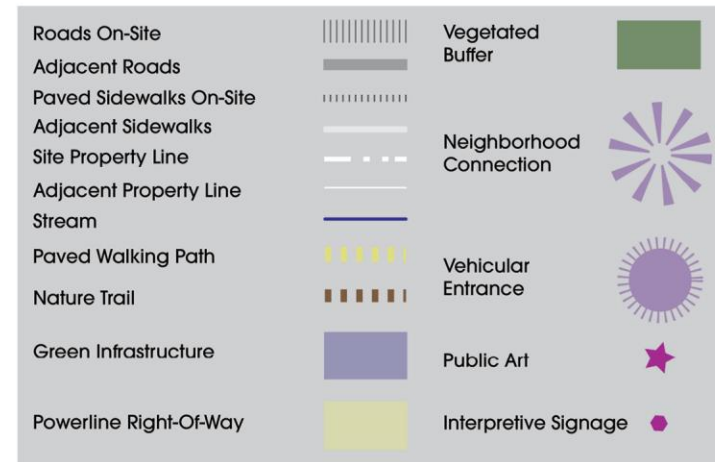 Roads On-Site
Adjacent Roads
Paved Sidewalks On-Site
Adjacent Sidewalks
Site Property Line
Adjacent Property Line
Stream
Paved Walking Path
Nature Trail
Green Infrastructure
Powerline Right-Of-Way
Vegetated
Buffer
Neighborhood
Connection
Vehicular
Entrance
Public Art
Interpretive Signage